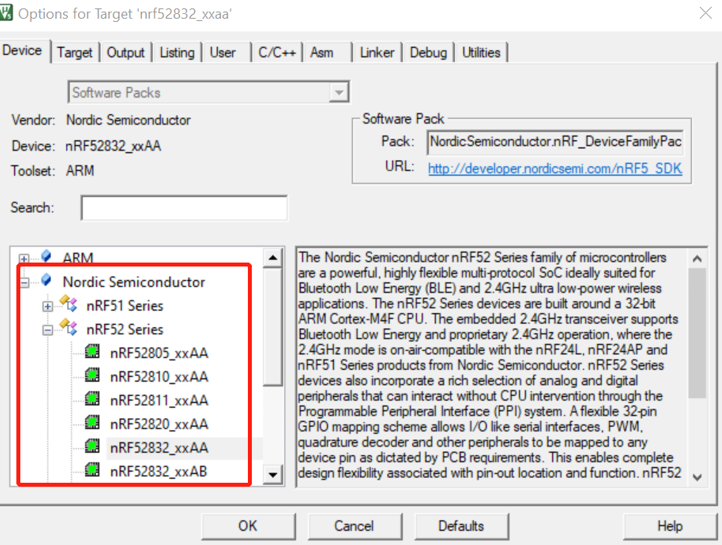 Options for Target 'nrf52832_xxaa'
Device Target Output Listing User C/C++ Asm Linker Debug Utilities
Software Packs
Vendor: Nordic Semiconductor
Device: nRF52832_xxAA
Toolset: ARM
Search:
Software Pack
Pack: NordicSemiconductor.nRF_DeviceFamilyPac
URL: http://developer.nordicsemi.com/nRF5_SDK
ARM
Nordic Semiconductor
nRF51 Series
nRF52 Series
nRF52805_xxAA
nRF52810_xxAA
nRF52811_xxAA
nRF52820_xxAA
nRF52832_xxAA
nRF52832_xxAB
The Nordic Semiconductor nRF52 Series family of microcontrollers
are a powerful, highly flexible multi-protocol SoC ideally suited for
Bluetooth Low Energy (BLE) and 2.4GHz ultra low-power wireless
applications. The nRF52 Series devices are built around a 32-bit
ARM Cortex-M4F CPU. The embedded 2.4GHz transceiver supports
Bluetooth Low Energy and proprietary 2.4GHz operation, where the
2.4GHz mode is on-air-compatible with the nRF24L, nRF24AP and
nRF51 Series products from Nordic Semiconductor. nRF52 Series
devices also incorporate a rich selection of analog and digital
peripherals that can interact without CPU intervention through the
Programmable Peripheral Interface (PPI) system. A flexible 32-pin
GPIO mapping scheme allows I/O like serial interfaces, PWM,
quadrature decoder and other peripherals to be mapped to any
device pin as dictated by PCB requirements. This enables complete
design flexibility associated with pin-out location and function. nRF52
OK Cancel Defaults Help